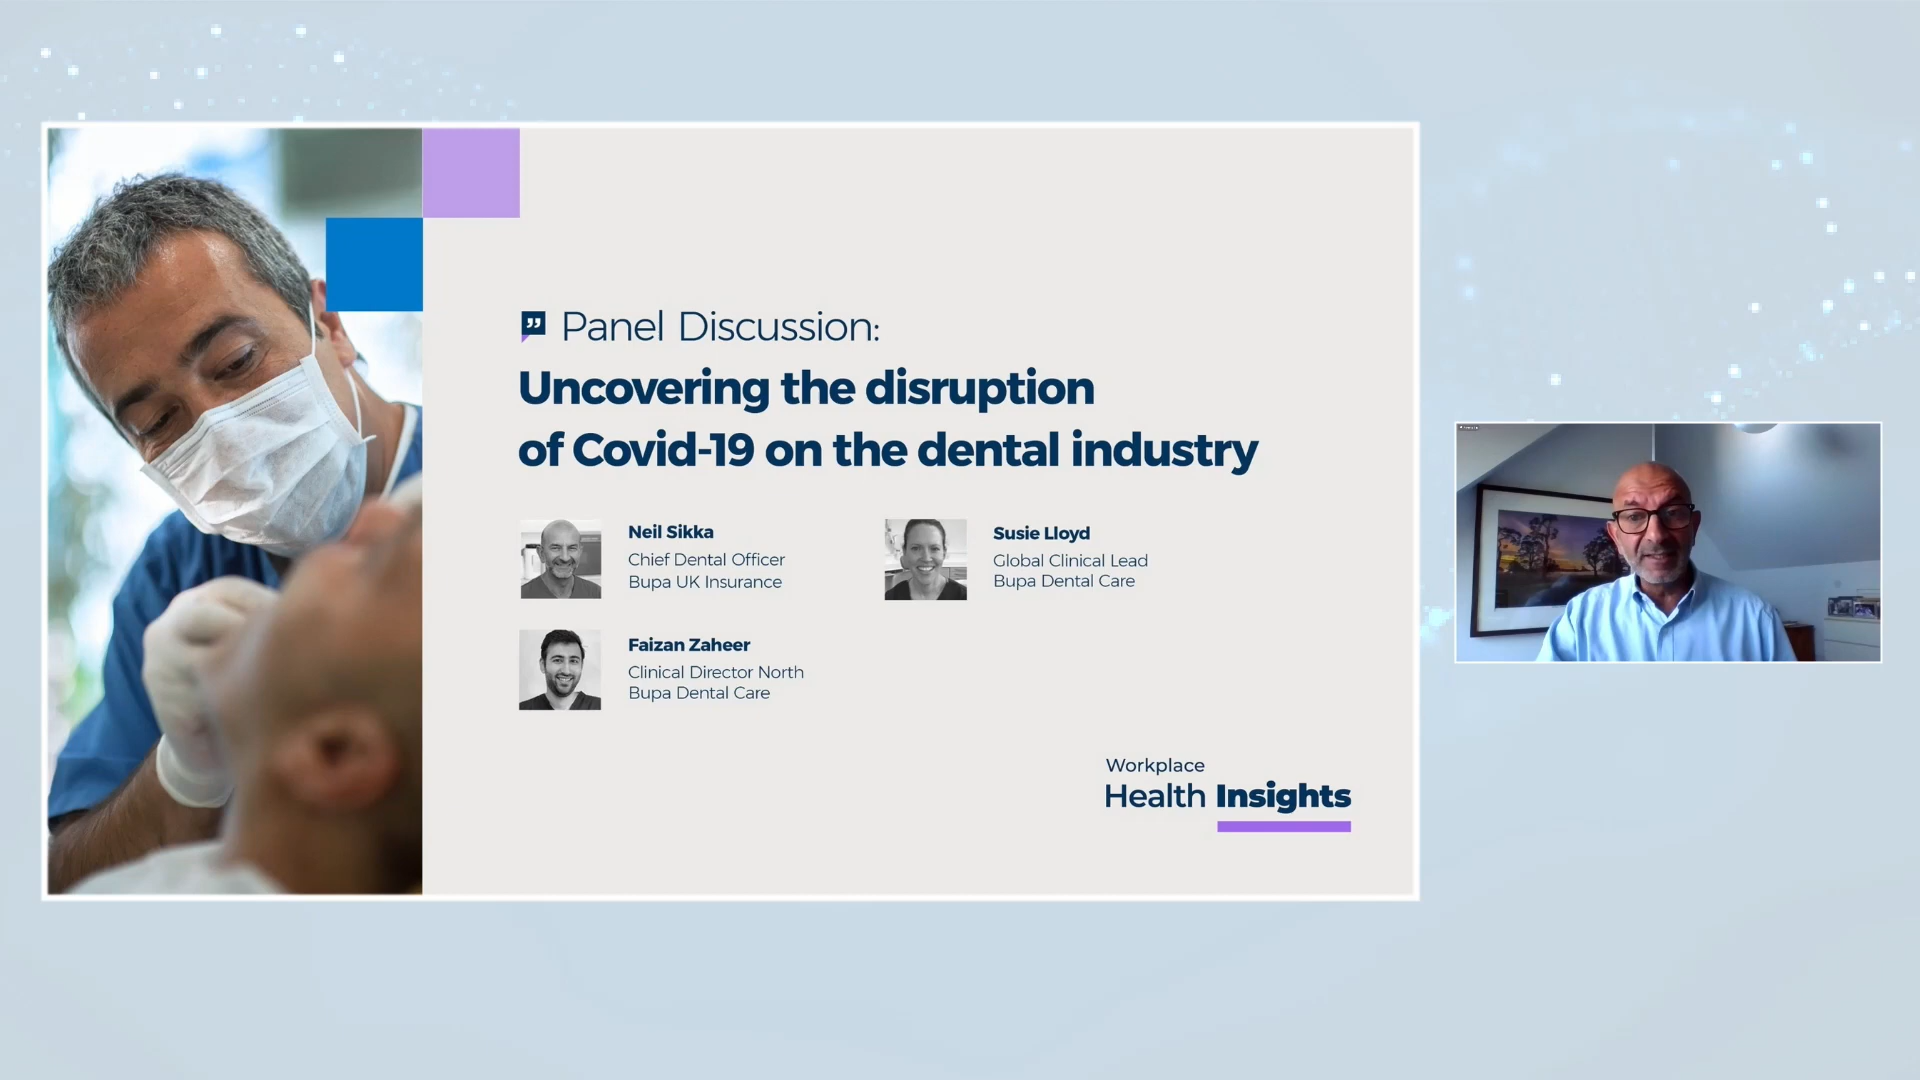 Panel Discussion:
Uncovering the disruption
of Covid-19 on the dental industry
Neil Sikka
Chief Dental Officer
Bupa UK Insurance
Susie Lloyd
Global Clinical Lead
Bupa Dental Care
Faizan Zaheer
Clinical Director North
Bupa Dental Care
Workplace
Health Insights